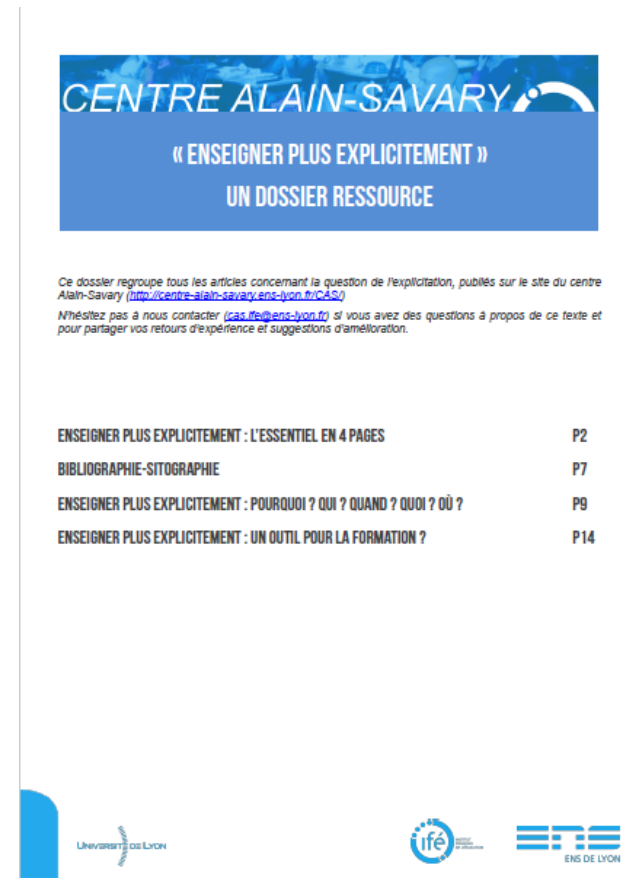 CENTRE ALAIN-SAVARY
« ENSEIGNER PLUS EXPLICITEMENT »
UN DOSSIER RESSOURCE
Ce dossier regroupe tous les articles concernant la question de l'explicitation, publiés sur le site du centre
Alain-Savary (http://centre-alain-savary.ens-lyon.fr/CAS/)
N'hésitez pas à nous contacter (cas.ife@ens-lyon.fr) si vous avez des questions à propos de ce texte et
pour partager vos retours d'expérience et suggestions d'amélioration.
ENSEIGNER PLUS EXPLICITEMENT : L'ESSENTIEL EN 4 PAGES P2
BIBLIOGRAPHIE-SITOGRAPHIE P7
ENSEIGNER PLUS EXPLICITEMENT : POURQUOI ? QUI ? QUAND ? QUOI ? OÙ ? P9
ENSEIGNER PLUS EXPLICITEMENT : UN OUTIL POUR LA FORMATION ? P14
UNIVERSITÉ DE LYON
ifé
ENS
ENS DE LYON